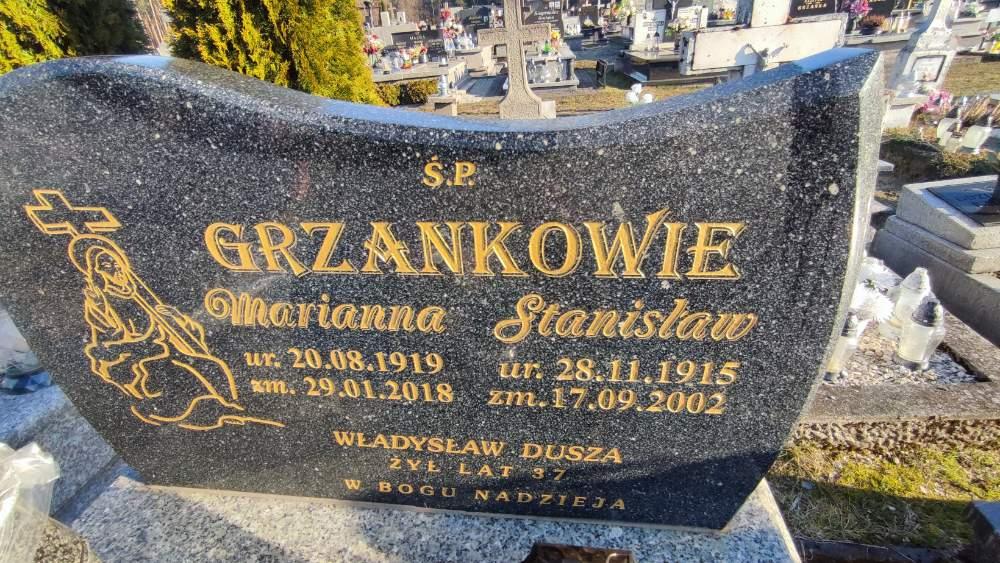 Ś.P.
GRZANKOWIE
Marianna Stanisław
ur. 20.08.1919 ur. 28.11.1915
zm. 29.01.2018 zm.17.09.2002
WŁADYSŁAW DUSZA
ŻYŁ LAT 37
W BOGU NADZIEJA